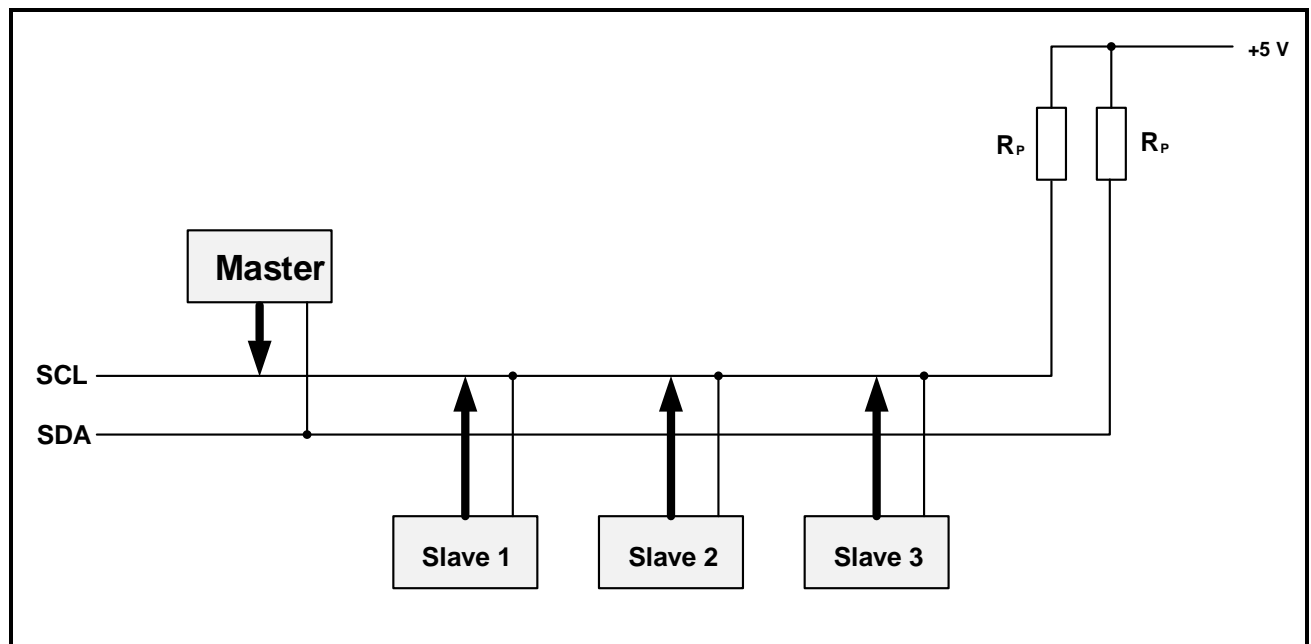 +5 V
RP
RP
Master
SCL
SDA
Slave 1
Slave 2
Slave 3